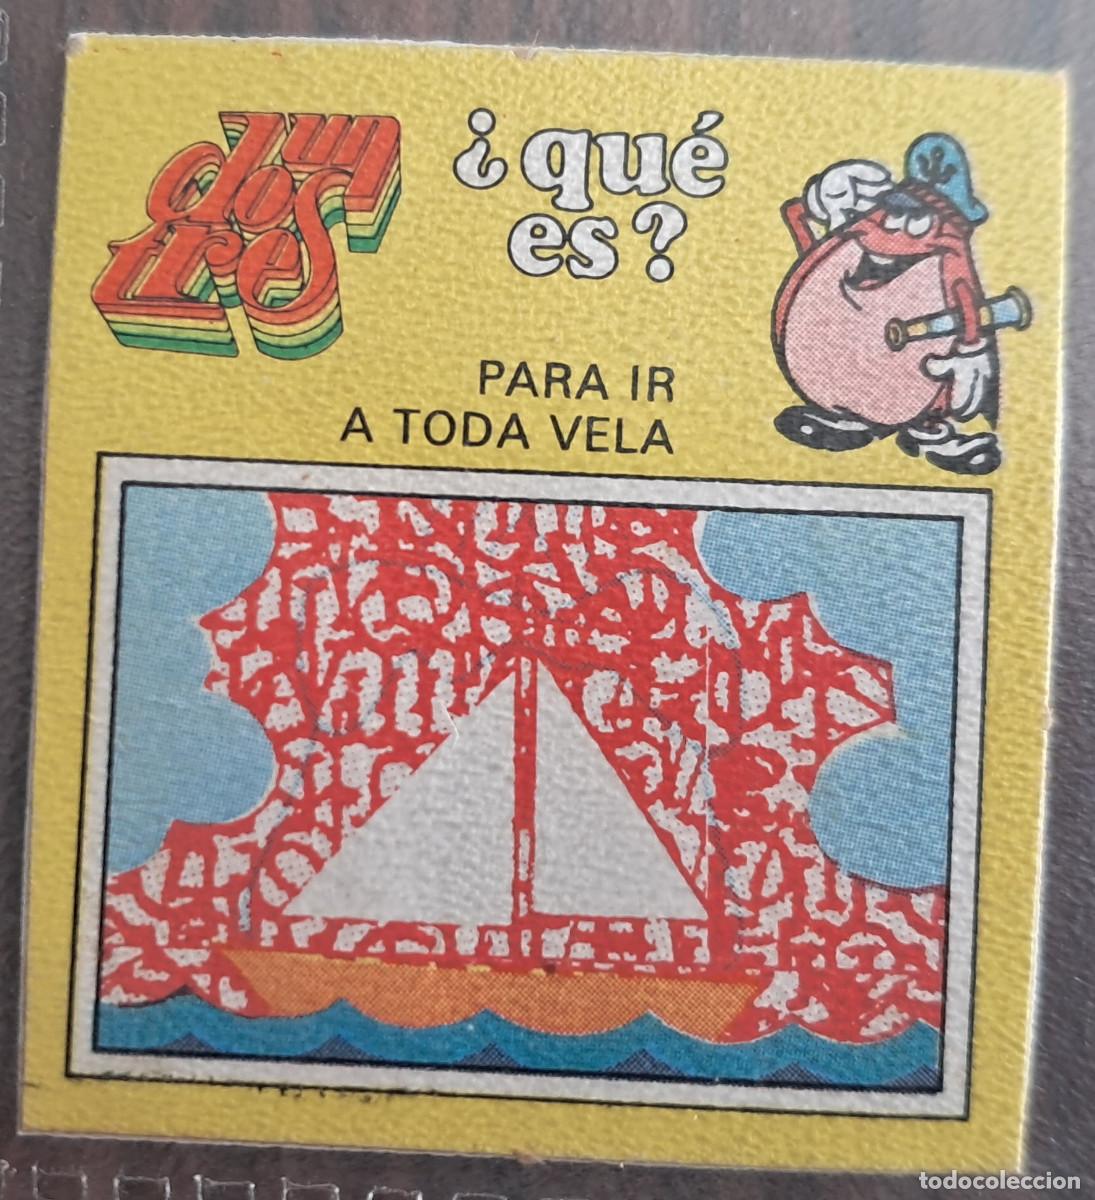 un
dos
tres
¿qué
es?
PARA IR
A TODA VELA
todocoleccion